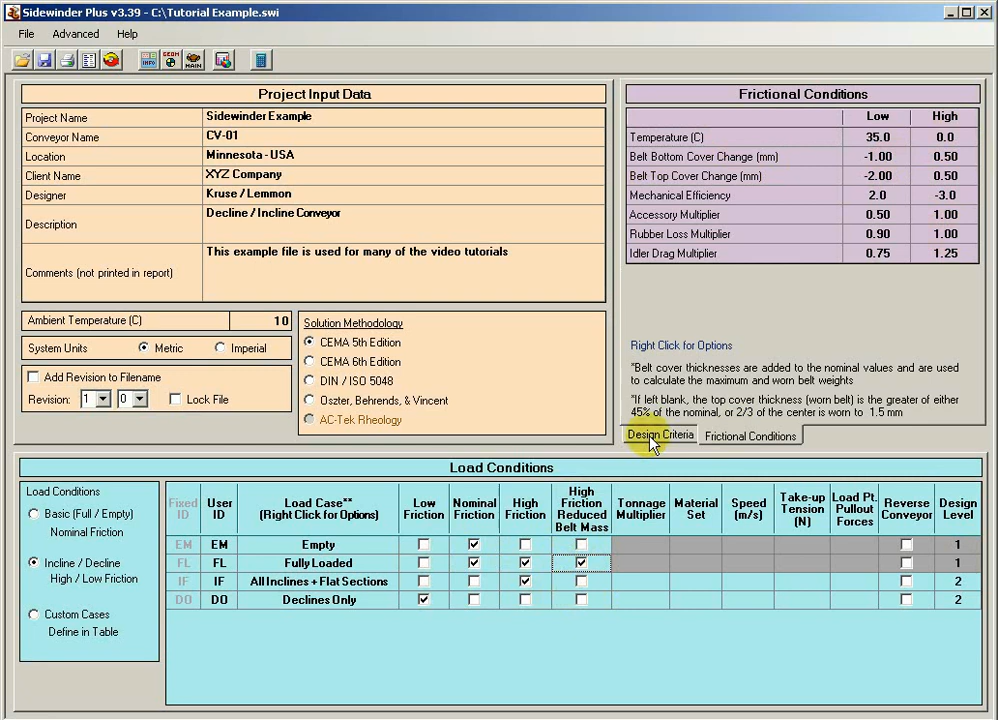 Sidewinder Plus v3.39 - C:\Tutorial Example.swi
File Advanced Help
INFO GEOM MAIN
Project Input Data
Project Name Sidewinder Example
Conveyor Name CV-01
Location Minnesota - USA
Client Name XYZ Company
Designer Kruse / Lemmon
Description Decline / Incline Conveyor
Comments (not printed in report) This example file is used for many of the video tutorials
Ambient Temperature (C) 10
System Units Metric Imperial
Add Revision to Filename
Revision: 1 0 Lock File
Solution Methodology
CEMA 5th Edition
CEMA 6th Edition
DIN / ISO 5048
Oszter, Behrends, & Vincent
AC-Tek Rheology
Frictional Conditions
Low High
Temperature (C) 35.0 0.0
Belt Bottom Cover Change (mm) -1.00 0.50
Belt Top Cover Change (mm) -2.00 0.50
Mechanical Efficiency 2.0 -3.0
Accessory Multiplier 0.50 1.00
Rubber Loss Multiplier 0.90 1.00
Idler Drag Multiplier 0.75 1.25
Right Click for Options
*Belt cover thicknesses are added to the nominal values and are used
to calculate the maximum and worn belt weights
*If left blank, the top cover thickness (worn belt) is the greater of either
45% of the nominal, or 2/3 of the center is worn to 1.5 mm
Design Criteria Frictional Conditions
Load Conditions
Load Conditions
Basic (Full / Empty)
Nominal Friction
Incline / Decline
High / Low Friction
Custom Cases
Define in Table
Fixed ID User ID Load Case** (Right Click for Options) Low Friction Nominal Friction High Friction High Friction Reduced Belt Mass Tonnage Multiplier Material Set Speed (m/s) Take-up Tension (N) Load Pt. Pullout Forces Reverse Conveyor Design Level
EM EM Empty 1
FL FL Fully Loaded 1
IF IF All Inclines + Flat Sections 2
DO DO Declines Only 2